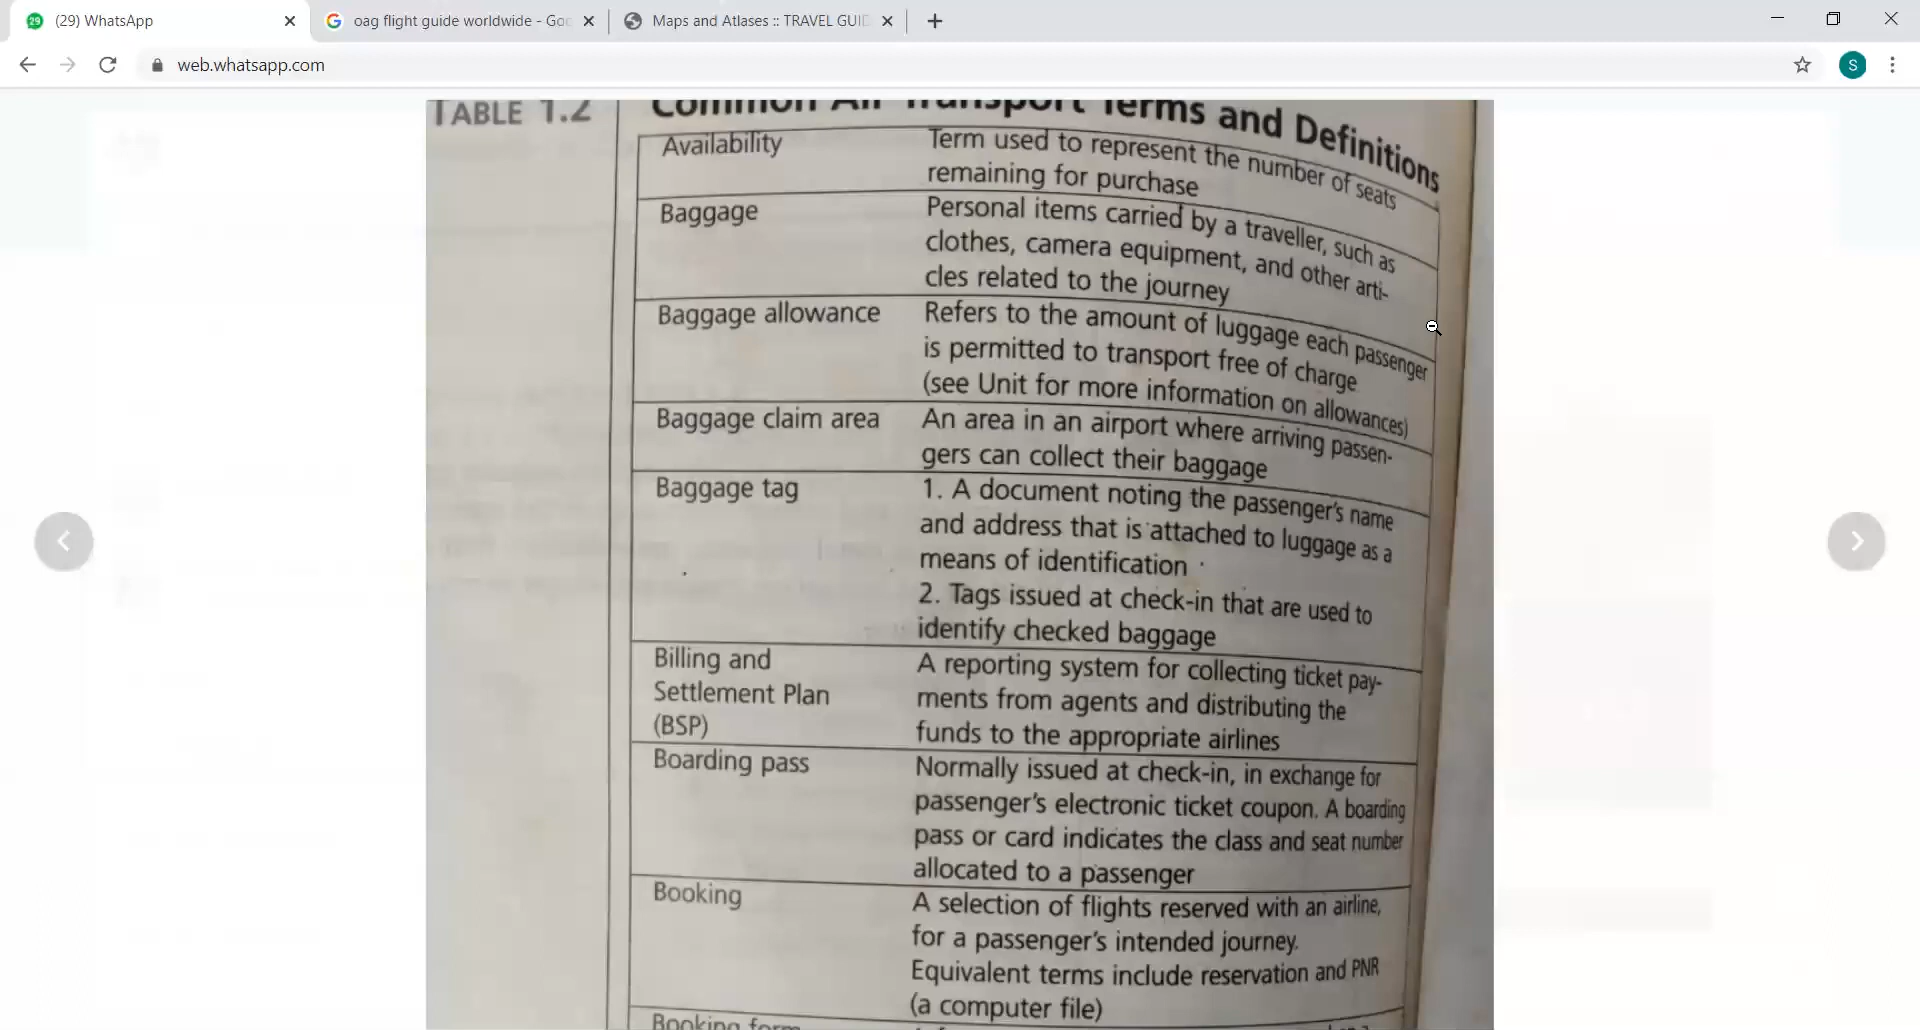 (29) WhatsApp
oag flight guide worldwide - Goo
Maps and Atlases :: TRAVEL GUID
web.whatsapp.com
S
TABLE 1.2
Common Air Transport Terms and Definitions
Availability
Term used to represent the number of seats
remaining for purchase
Baggage
Personal items carried by a traveller, such as
clothes, camera equipment, and other arti-
cles related to the journey
Baggage allowance
Refers to the amount of luggage each passenger
is permitted to transport free of charge
(see Unit for more information on allowances)
Baggage claim area
An area in an airport where arriving passen-
gers can collect their baggage
Baggage tag
1. A document noting the passenger's name
and address that is attached to luggage as a
means of identification
2. Tags issued at check-in that are used to
identify checked baggage
Billing and
Settlement Plan
(BSP)
A reporting system for collecting ticket pay-
ments from agents and distributing the
funds to the appropriate airlines
Boarding pass
Normally issued at check-in, in exchange for
passenger's electronic ticket coupon. A boarding
pass or card indicates the class and seat number
allocated to a passenger
Booking
A selection of flights reserved with an airline,
for a passenger's intended journey.
Equivalent terms include reservation and PNR
(a computer file)
Booking form